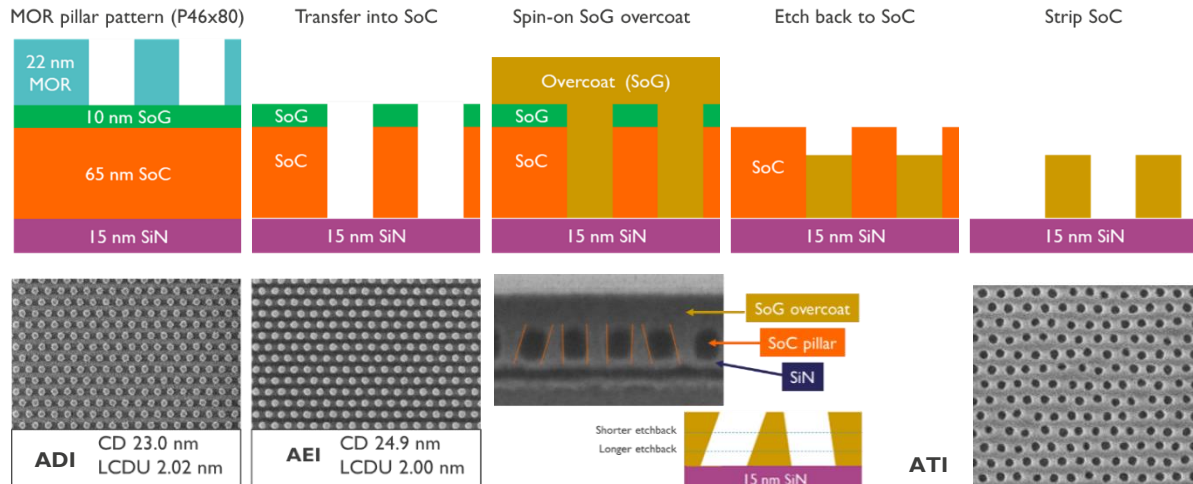 MOR pillar pattern (P46x80)
Transfer into SoC
Spin-on SoG overcoat
Etch back to SoC
Strip SoC
22 nm
MOR
10 nm SoG
65 nm SoC
15 nm SiN
SoG
SoC
15 nm SiN
Overcoat (SoG)
SoG
SoC
15 nm SiN
SoC
15 nm SiN
15 nm SiN
SoG overcoat
SoC pillar
SiN
Shorter etchback
Longer etchback
15 nm SiN
ADI
CD 23.0 nm
LCDU 2.02 nm
AEI
CD 24.9 nm
LCDU 2.00 nm
ATI